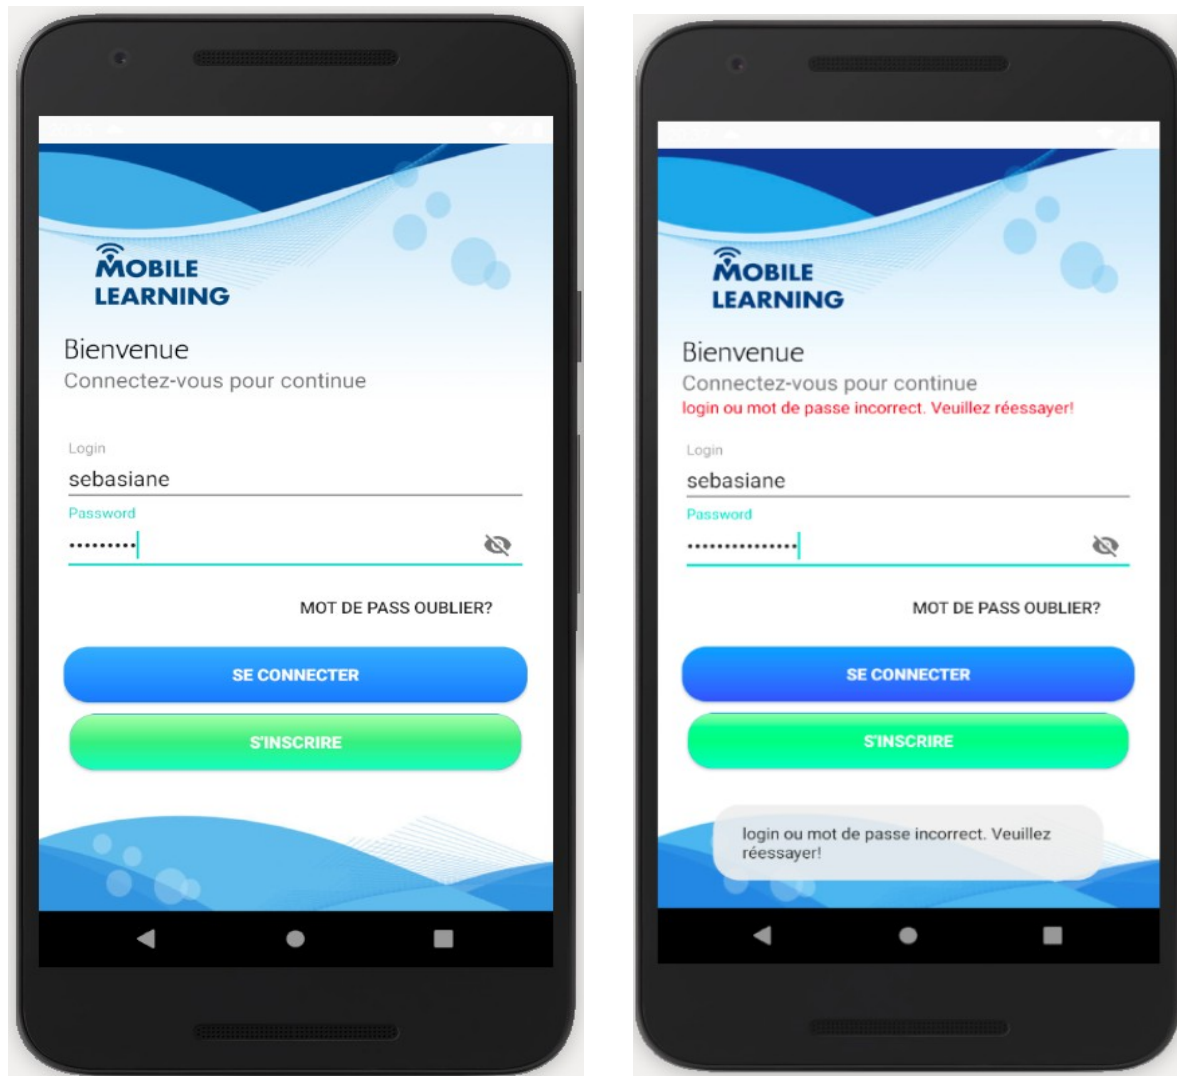 MOBILE
LEARNING
Bienvenue
Connectez-vous pour continue
Login
sebasiane
Password
•••••••••
MOT DE PASS OUBLIER?
SE CONNECTER
S'INSCRIRE
MOBILE
LEARNING
Bienvenue
Connectez-vous pour continue
login ou mot de passe incorrect. Veuillez réessayer!
Login
sebasiane
Password
•••••••••••••••
MOT DE PASS OUBLIER?
SE CONNECTER
S'INSCRIRE
login ou mot de passe incorrect. Veuillez
réessayer!